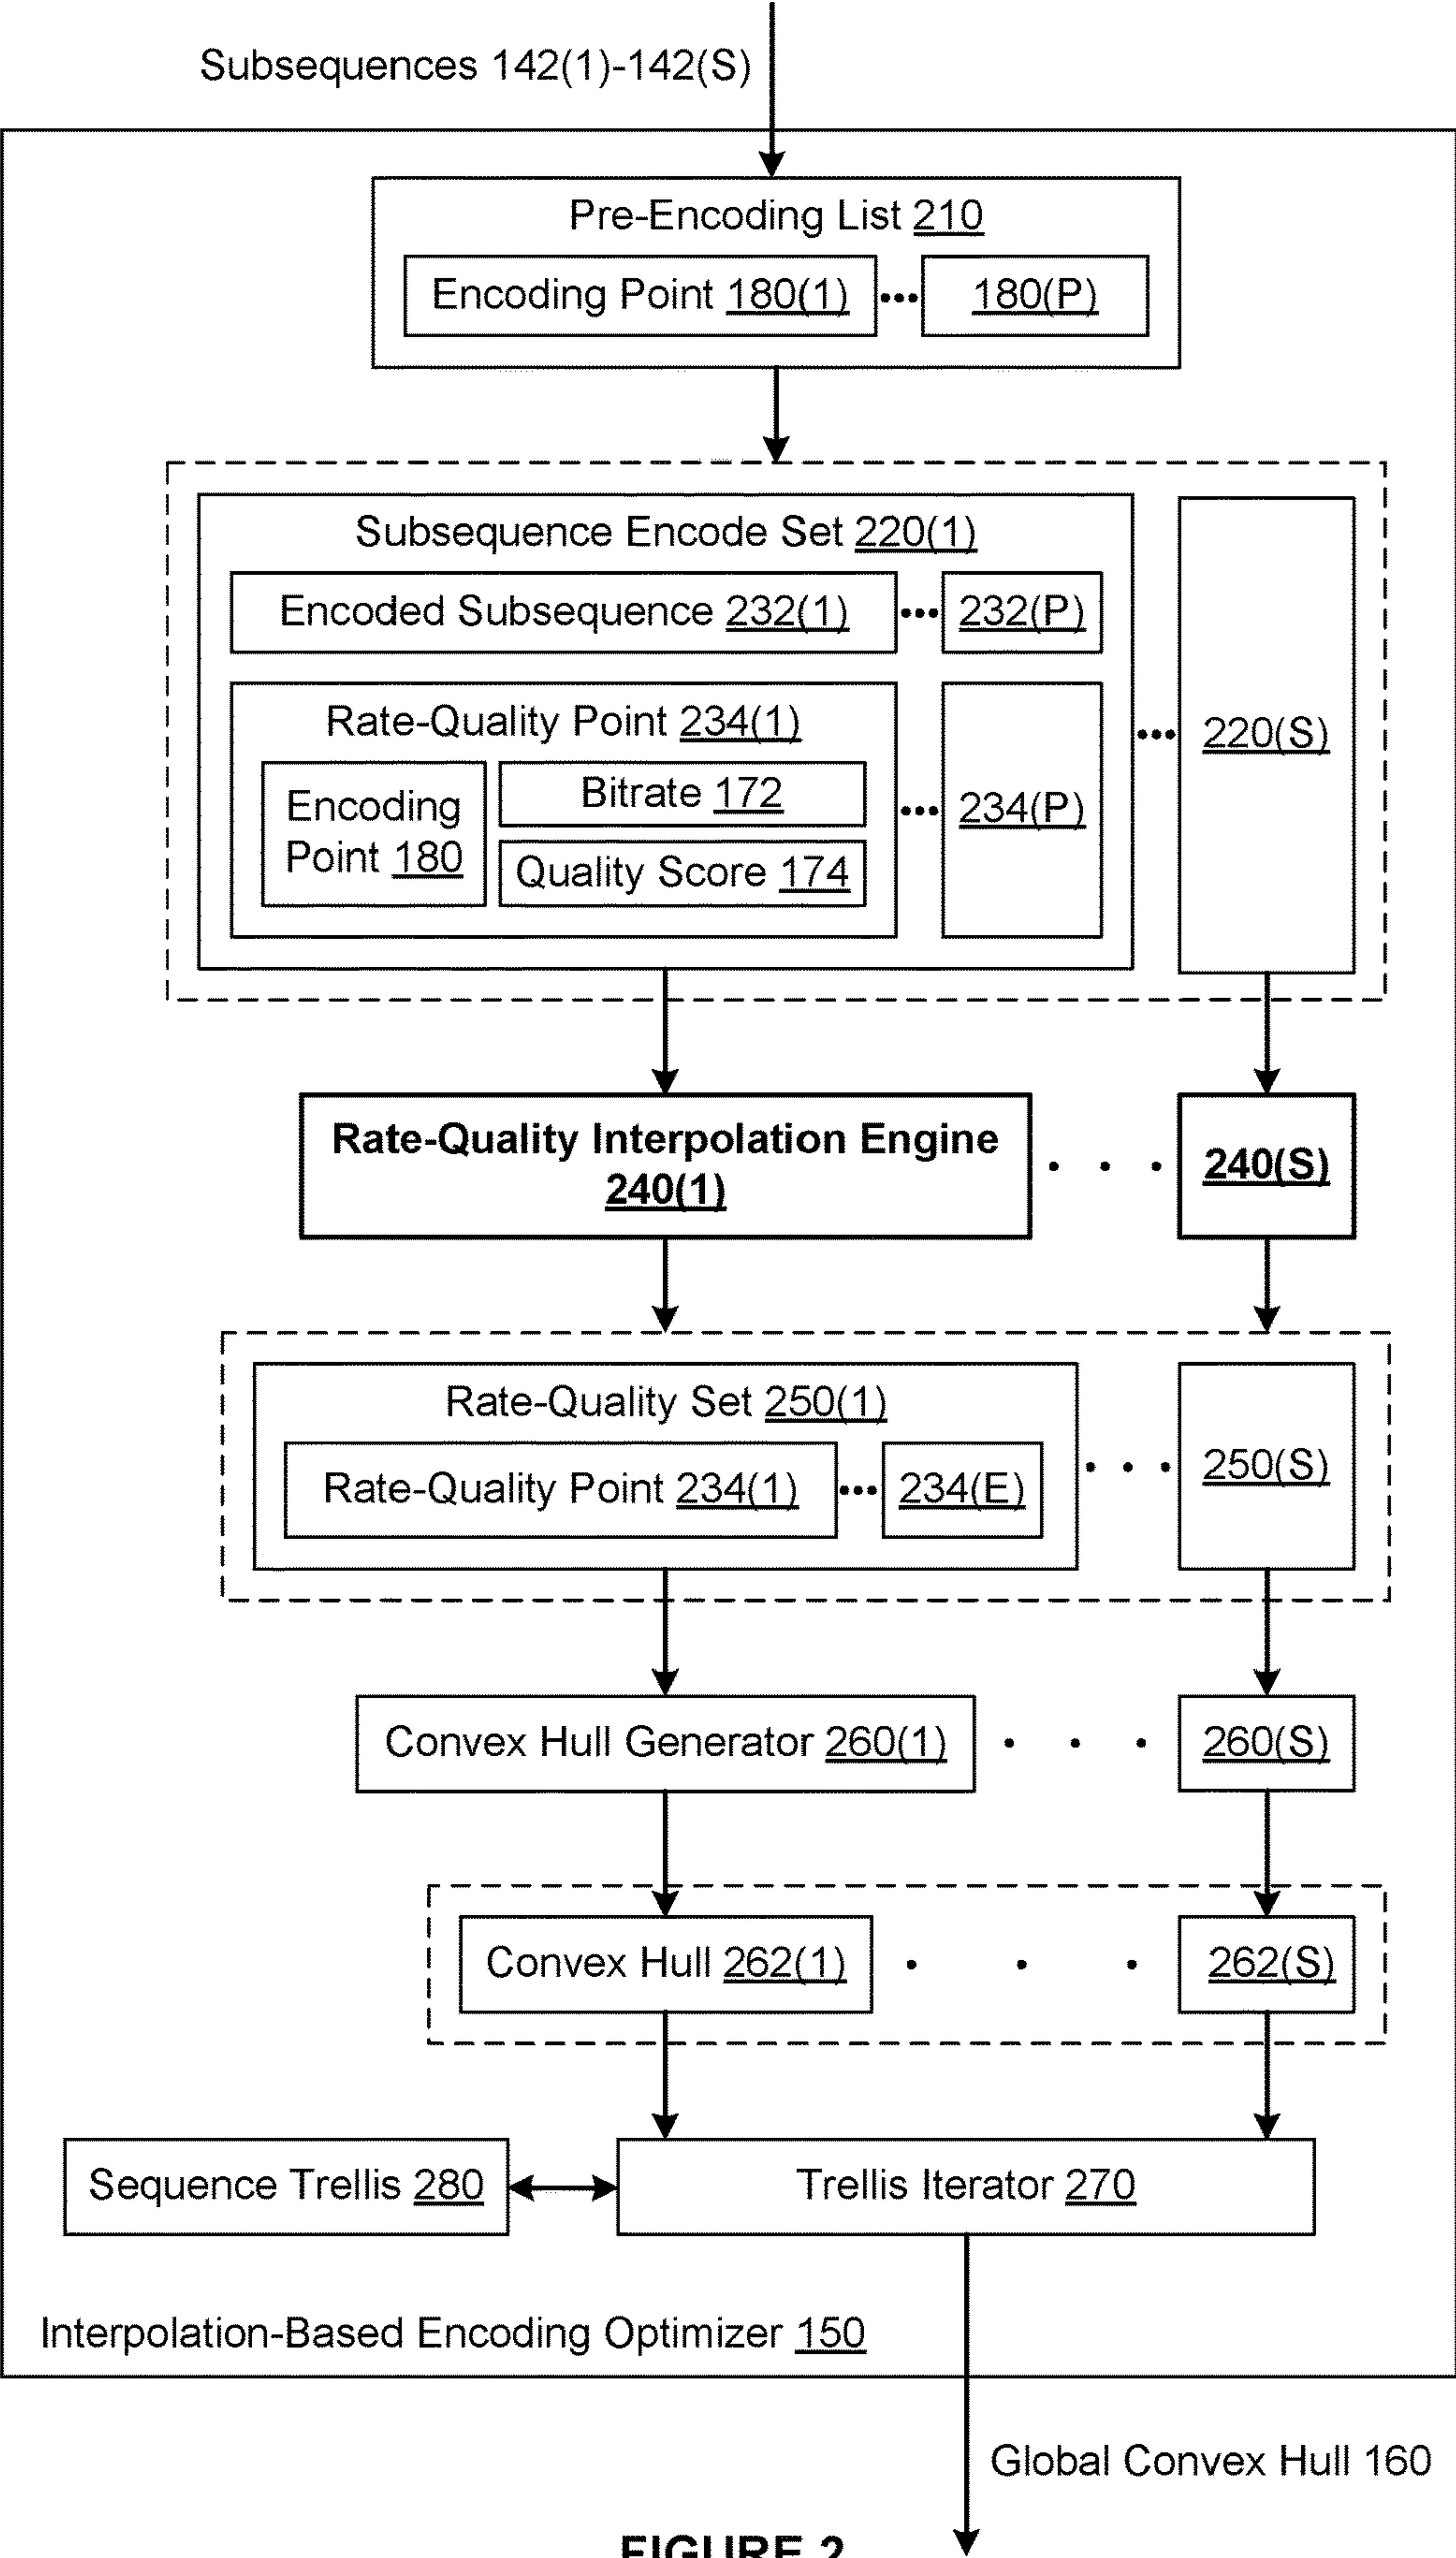 Subsequences 142(1)-142(S)
Pre-Encoding List 210
Encoding Point 180(1) ••• 180(P)
Subsequence Encode Set 220(1)
Encoded Subsequence 232(1) ••• 232(P)
Rate-Quality Point 234(1)
Encoding
Point 180
Bitrate 172
Quality Score 174
••• 234(P)
••• 220(S)
Rate-Quality Interpolation Engine
240(1)
• • • 240(S)
Rate-Quality Set 250(1)
Rate-Quality Point 234(1) ••• 234(E)
• • • 250(S)
Convex Hull Generator 260(1) • • • 260(S)
Convex Hull 262(1) • • • 262(S)
Sequence Trellis 280
Trellis Iterator 270
Interpolation-Based Encoding Optimizer 150
Global Convex Hull 160
FIGURE 2